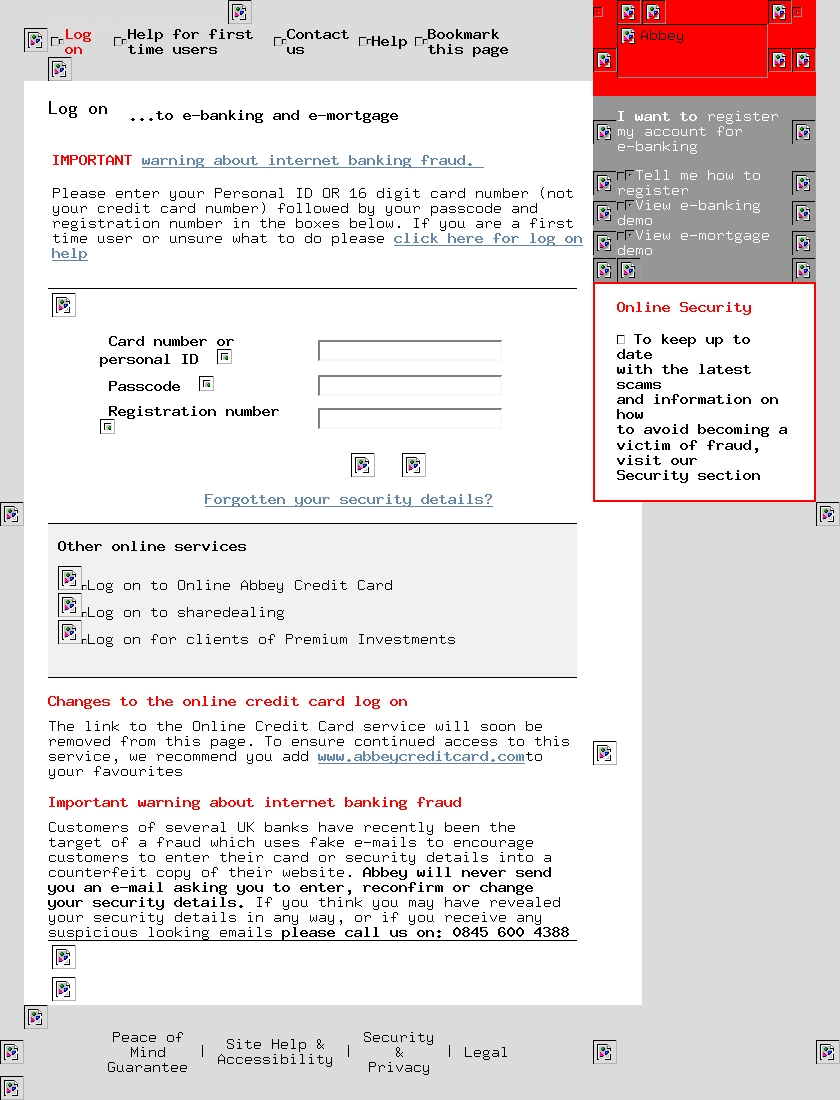 Log on
Help for first time users
Contact us
Help
Bookmark this page
Abbey
Log on ...to e-banking and e-mortgage
IMPORTANT warning about internet banking fraud.
Please enter your Personal ID OR 16 digit card number (not
your credit card number) followed by your passcode and
registration number in the boxes below. If you are a first
time user or unsure what to do please click here for log on
help
Card number or
personal ID
Passcode
Registration number
Forgotten your security details?
Other online services
Log on to Online Abbey Credit Card
Log on to sharedealing
Log on for clients of Premium Investments
Changes to the online credit card log on
The link to the Online Credit Card service will soon be
removed from this page. To ensure continued access to this
service, we recommend you add www.abbeycreditcard.comto
your favourites
Important warning about internet banking fraud
Customers of several UK banks have recently been the
target of a fraud which uses fake e-mails to encourage
customers to enter their card or security details into a
counterfeit copy of their website. Abbey will never send
you an e-mail asking you to enter, reconfirm or change
your security details. If you think you may have revealed
your security details in any way, or if you receive any
suspicious looking emails please call us on: 0845 600 4388
I want to register
my account for
e-banking
Tell me how to
register
View e-banking
demo
View e-mortgage
demo
Online Security
To keep up to
date
with the latest
scams
and information on
how
to avoid becoming a
victim of fraud,
visit our
Security section
Peace of
Mind
Guarantee
|
Site Help &
Accessibility
|
Security
&
Privacy
|
Legal